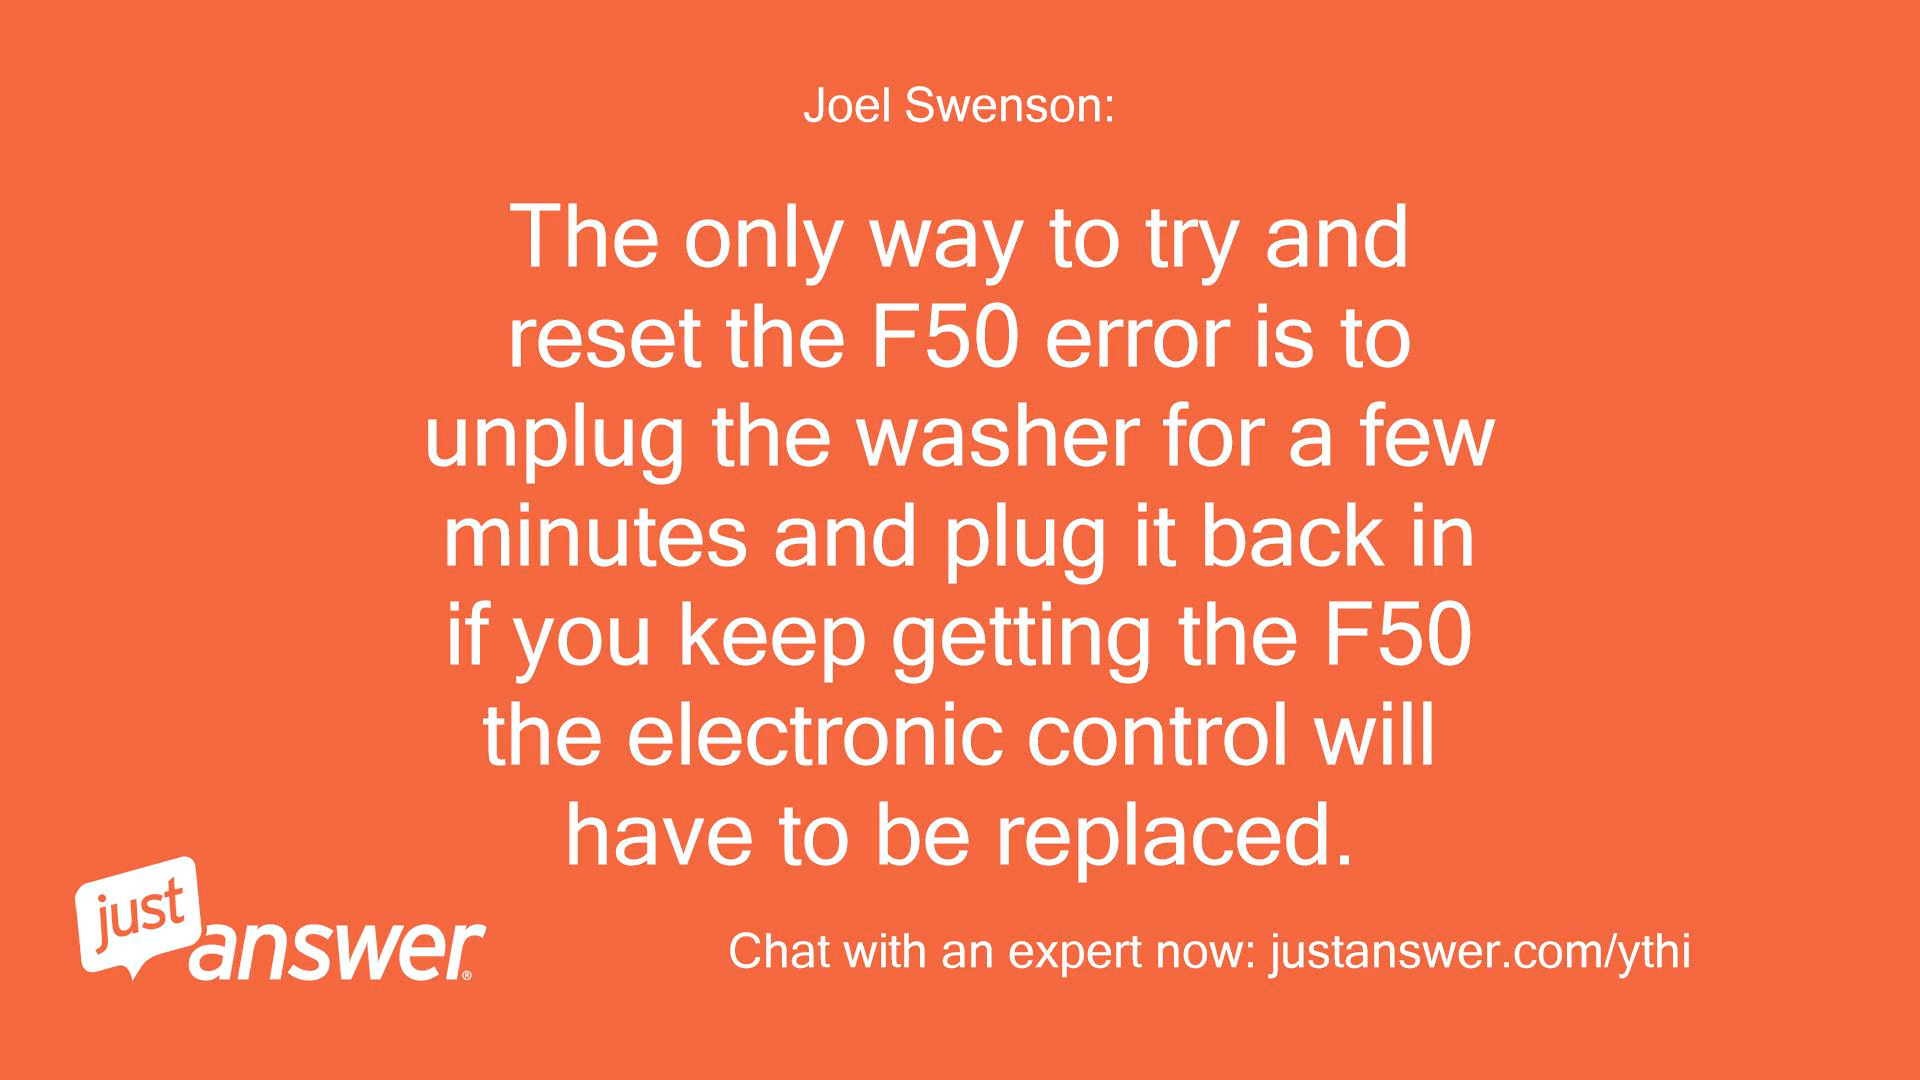 Joel Swenson:
The only way to try and
reset the F50 error is to
unplug the washer for a few
minutes and plug it back in
if you keep getting the F50
the electronic control will
have to be replaced.
just
answer®
Chat with an expert now: justanswer.com/ythi